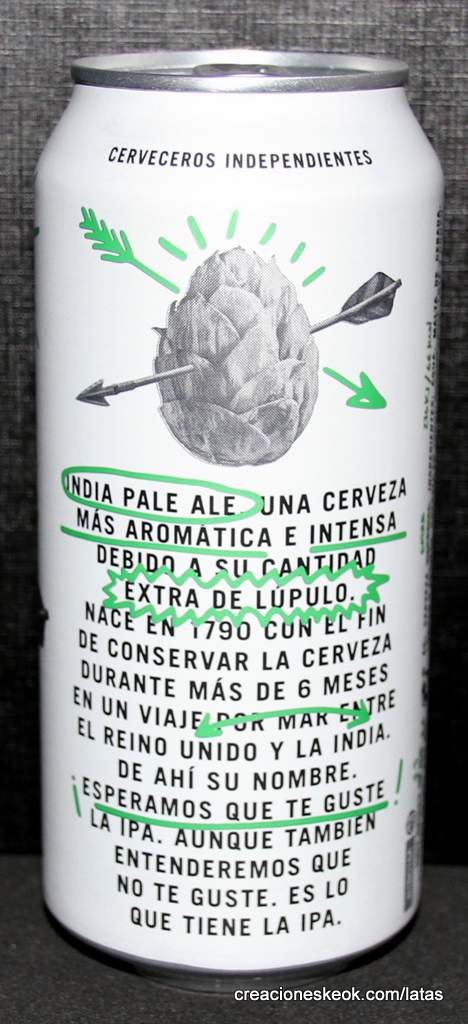 CERVECEROS INDEPENDIENTES
INDIA PALE ALE. UNA CERVEZA
MÁS AROMÁTICA E INTENSA
DEBIDO A SU CANTIDAD
EXTRA DE LÚPULO.
NACE EN 1790 CON EL FIN
DE CONSERVAR LA CERVEZA
DURANTE MÁS DE 6 MESES
EN UN VIAJE POR MAR ENTRE
EL REINO UNIDO Y LA INDIA.
DE AHÍ SU NOMBRE.
¡ESPERAMOS QUE TE GUSTE!
LA IPA. AUNQUE TAMBIÉN
ENTENDEREMOS QUE
NO TE GUSTE. ES LO
QUE TIENE LA IPA.
creacioneskeok.com/latas